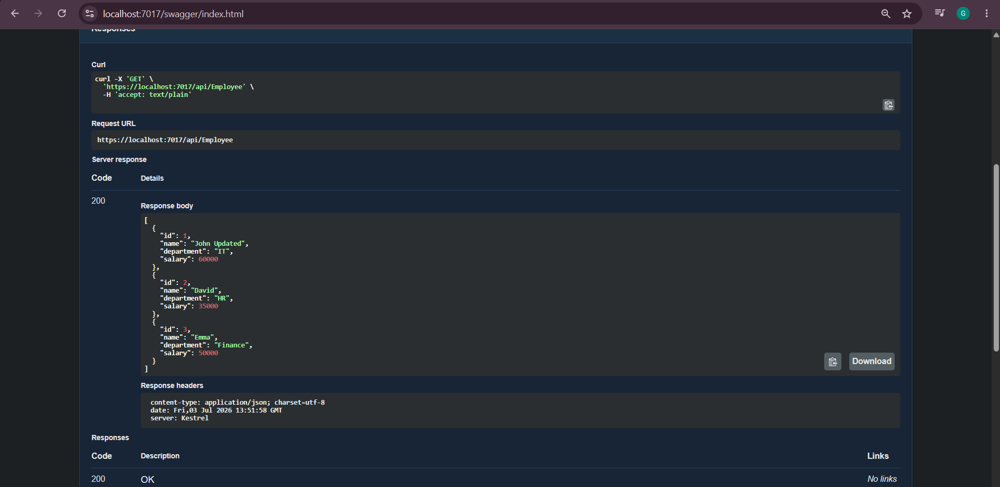 localhost:7017/swagger/index.html
G
Responses
Curl
curl -X 'GET' \
  'https://localhost:7017/api/Employee' \
  -H 'accept: text/plain'
Request URL
https://localhost:7017/api/Employee
Server response
Code Details
200
Response body
[
  {
    "id": 1,
    "name": "John Updated",
    "department": "IT",
    "salary": 60000
  },
  {
    "id": 2,
    "name": "David",
    "department": "HR",
    "salary": 35000
  },
  {
    "id": 3,
    "name": "Emma",
    "department": "Finance",
    "salary": 50000
  }
]
Download
Response headers
content-type: application/json; charset=utf-8
date: Fri,03 Jul 2026 13:51:58 GMT
server: Kestrel
Responses
Code Description Links
200 OK No links